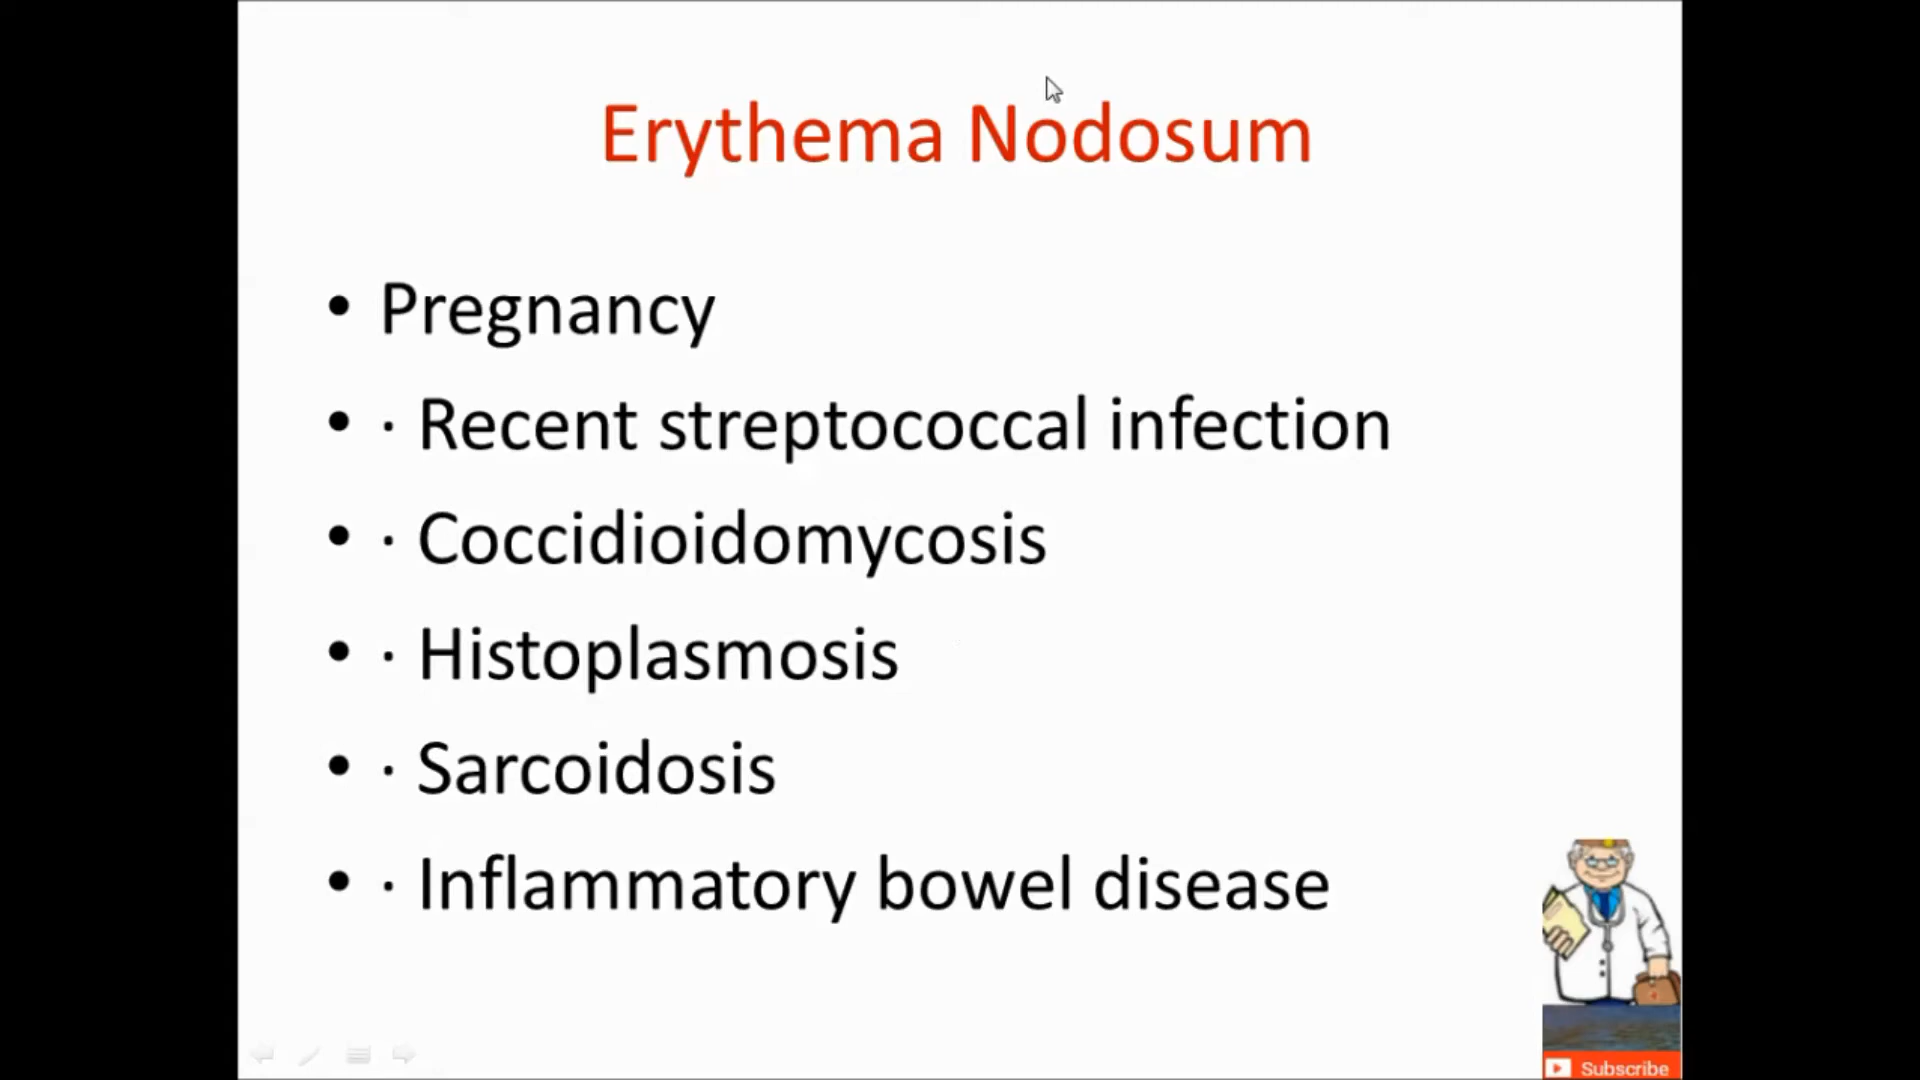 Erythema Nodosum
• Pregnancy
• · Recent streptococcal infection
• · Coccidioidomycosis
• · Histoplasmosis
• · Sarcoidosis
• · Inflammatory bowel disease
Subscribe